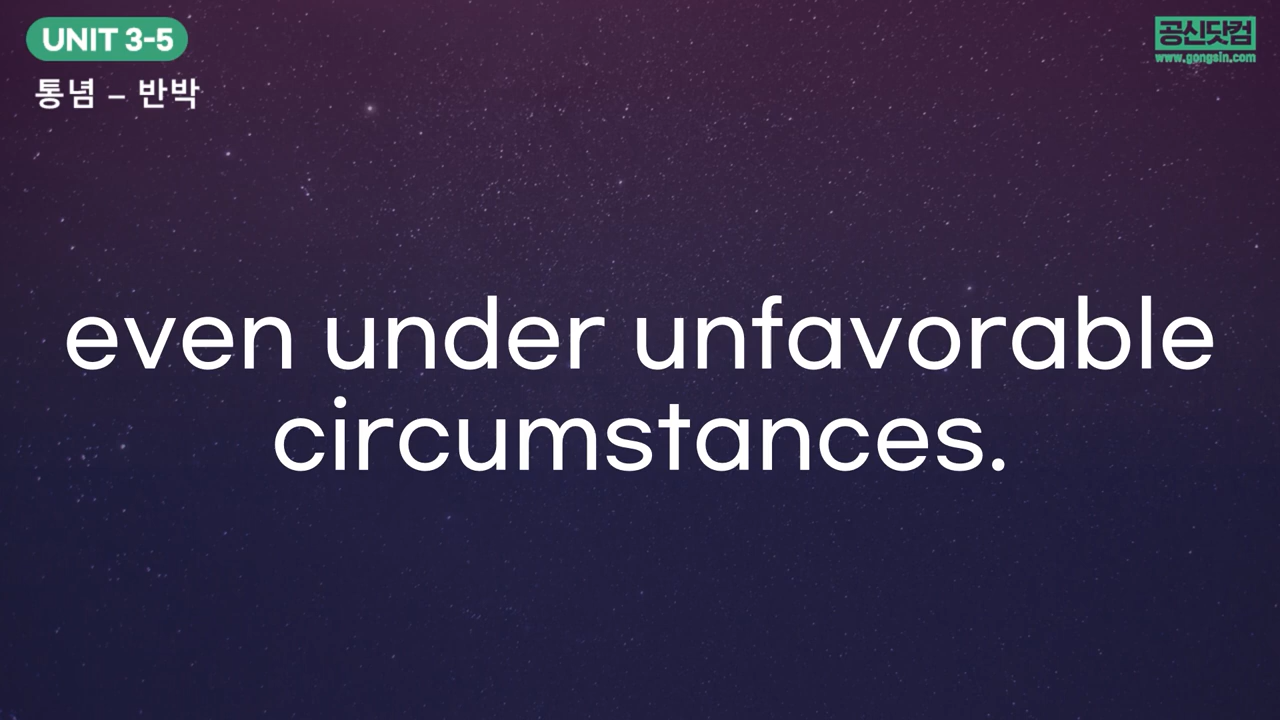 UNIT 3-5
통념 – 반박
공신닷컴
www.gongsin.com
even under unfavorable
circumstances.